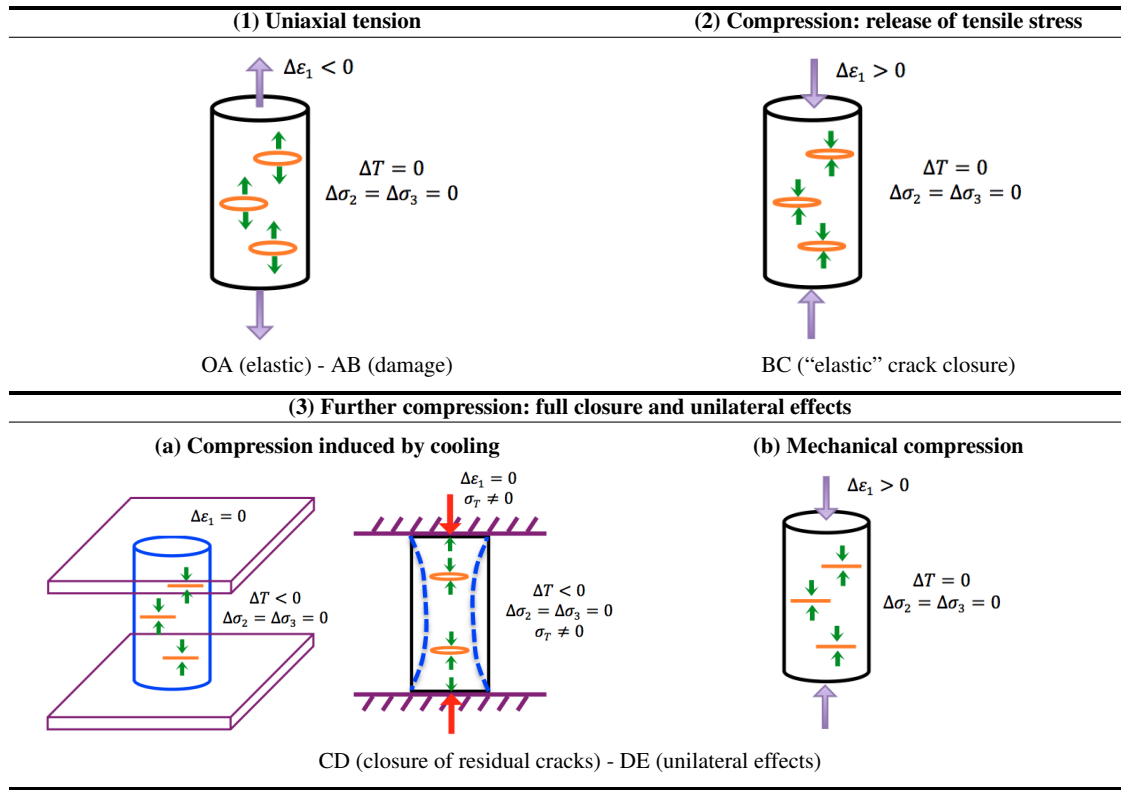 (1) Uniaxial tension
(2) Compression: release of tensile stress
Δε₁ < 0
ΔT = 0
Δσ₂ = Δσ₃ = 0
OA (elastic) - AB (damage)
Δε₁ > 0
ΔT = 0
Δσ₂ = Δσ₃ = 0
BC (“elastic” crack closure)
(3) Further compression: full closure and unilateral effects
(a) Compression induced by cooling
(b) Mechanical compression
Δε₁ = 0
ΔT < 0
Δσ₂ = Δσ₃ = 0
Δε₁ = 0
σ_T ≠ 0
ΔT < 0
Δσ₂ = Δσ₃ = 0
σ_T ≠ 0
Δε₁ > 0
ΔT = 0
Δσ₂ = Δσ₃ = 0
CD (closure of residual cracks) - DE (unilateral effects)